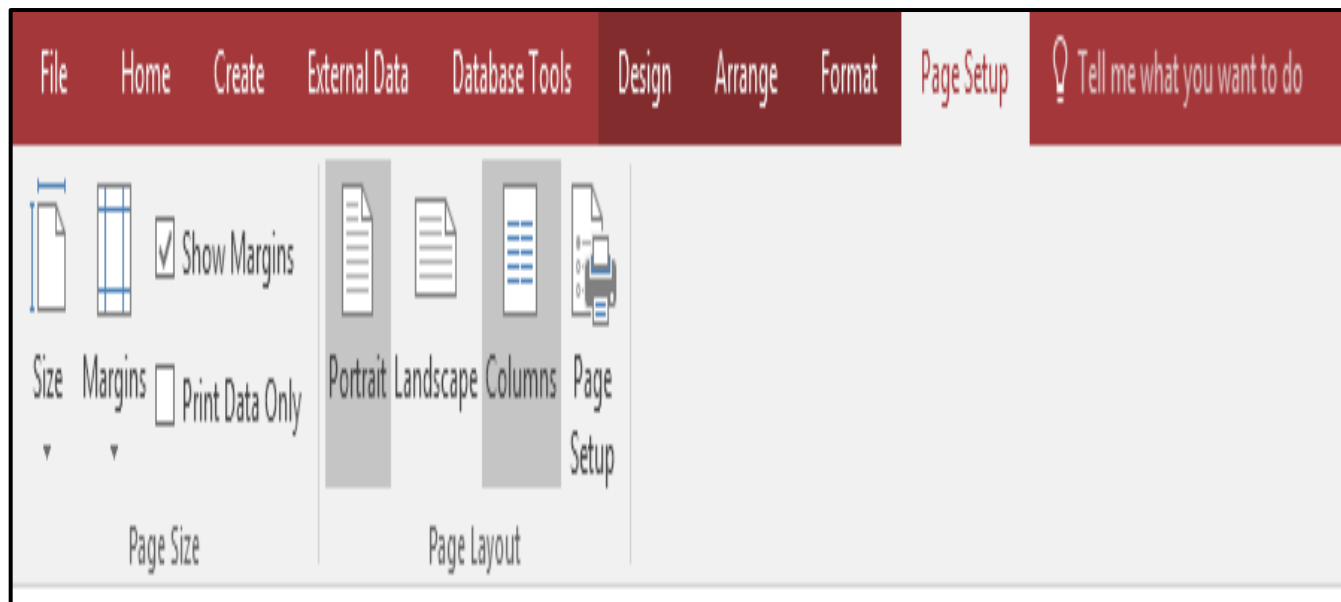 File Home Create External Data Database Tools Design Arrange Format Page Setup Tell me what you want to do
Show Margins
Size Margins Print Data Only Portrait Landscape Columns Page
Setup
Page Size Page Layout